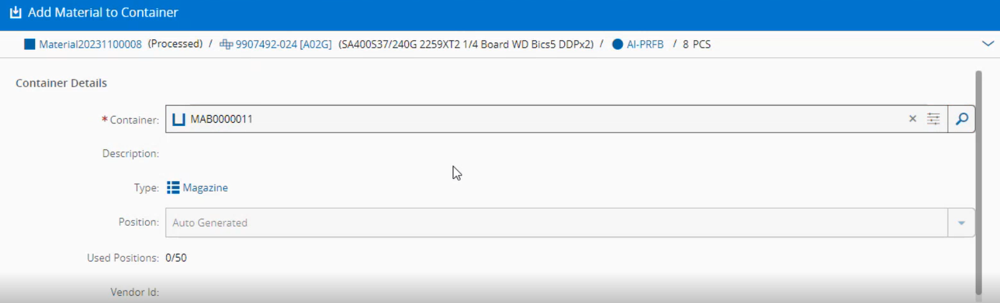 Add Material to Container
Material20231100008 (Processed) / 9907492-024 [A02G] (SA400S37/240G 2259XT2 1/4 Board WD Bics5 DDPx2) / AI-PRFB / 8 PCS
Container Details
* Container: MAB0000011
Description:
Type: Magazine
Position: Auto Generated
Used Positions: 0/50
Vendor Id: